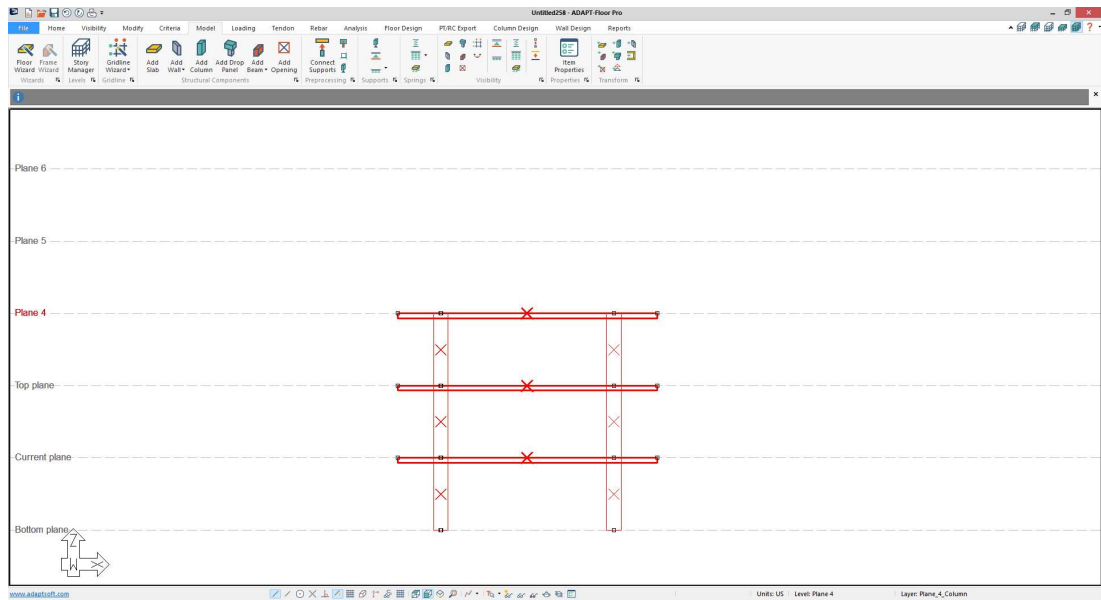 Untitled258 - ADAPT-Floor Pro
File Home Visibility Modify Criteria Model Loading Tendon Rebar Analysis Floor Design PT/RC Export Column Design Wall Design Reports
Floor Wizard Frame Wizard Story Manager Gridline Wizard Add Slab Add Wall Add Column Add Drop Panel Add Beam Add Opening Connect Supports Item Properties
Wizards Levels Gridline Structural Components Preprocessing Supports Springs Visibility Properties Transform
Plane 6
Plane 5
Plane 4
Top plane
Current plane
Bottom plane
Z
W X
www.adaptsoft.com Units: US Level: Plane 4 Layer: Plane_4_Column